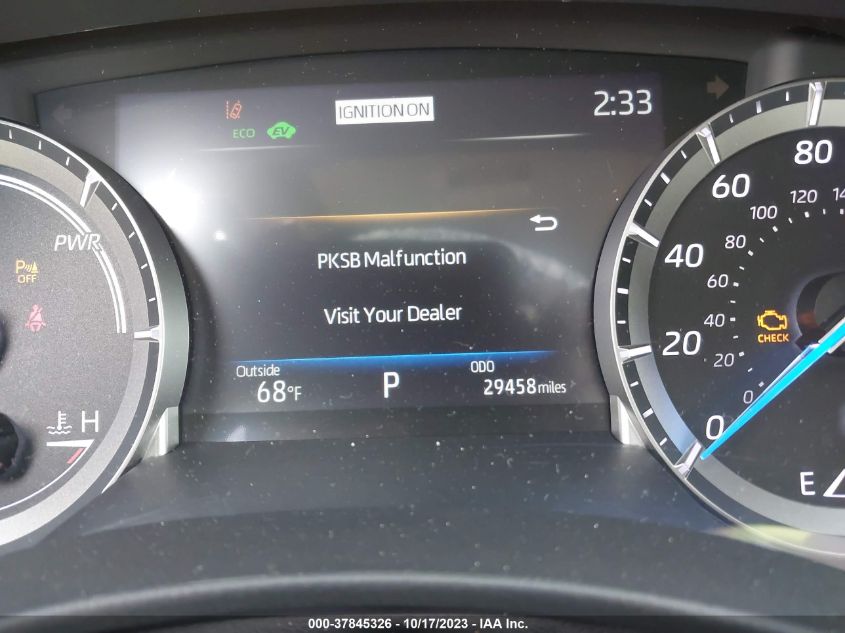 IGNITION ON
2:33
ECO EV
PWR
P
OFF
PKSB Malfunction
Visit Your Dealer
Outside
68°F
P
ODO
29458 miles
H
80
60
40
20
0
120
100
80
60
40
20
0
CHECK
E
000-37845326 - 10/17/2023 - IAA Inc.